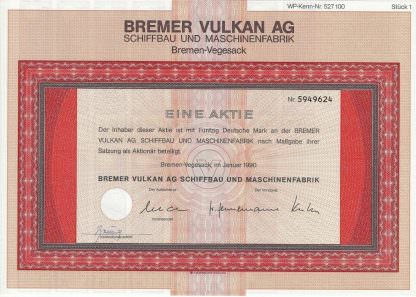 WP-Kenn-Nr. 527100
Stück 1
BREMER VULKAN AG
SCHIFFBAU UND MASCHINENFABRIK
Bremen-Vegesack
Nr. 5949624
EINE AKTIE
Der Inhaber dieser Aktie ist mit Fünfzig Deutsche Mark an der BREMER
VULKAN AG SCHIFFBAU UND MASCHINENFABRIK nach Maßgabe ihrer
Satzung als Aktionär beteiligt.
Bremen-Vegesack, im Januar 1990
BREMER VULKAN AG SCHIFFBAU UND MASCHINENFABRIK
Der Aufsichtsrat
Der Vorstand